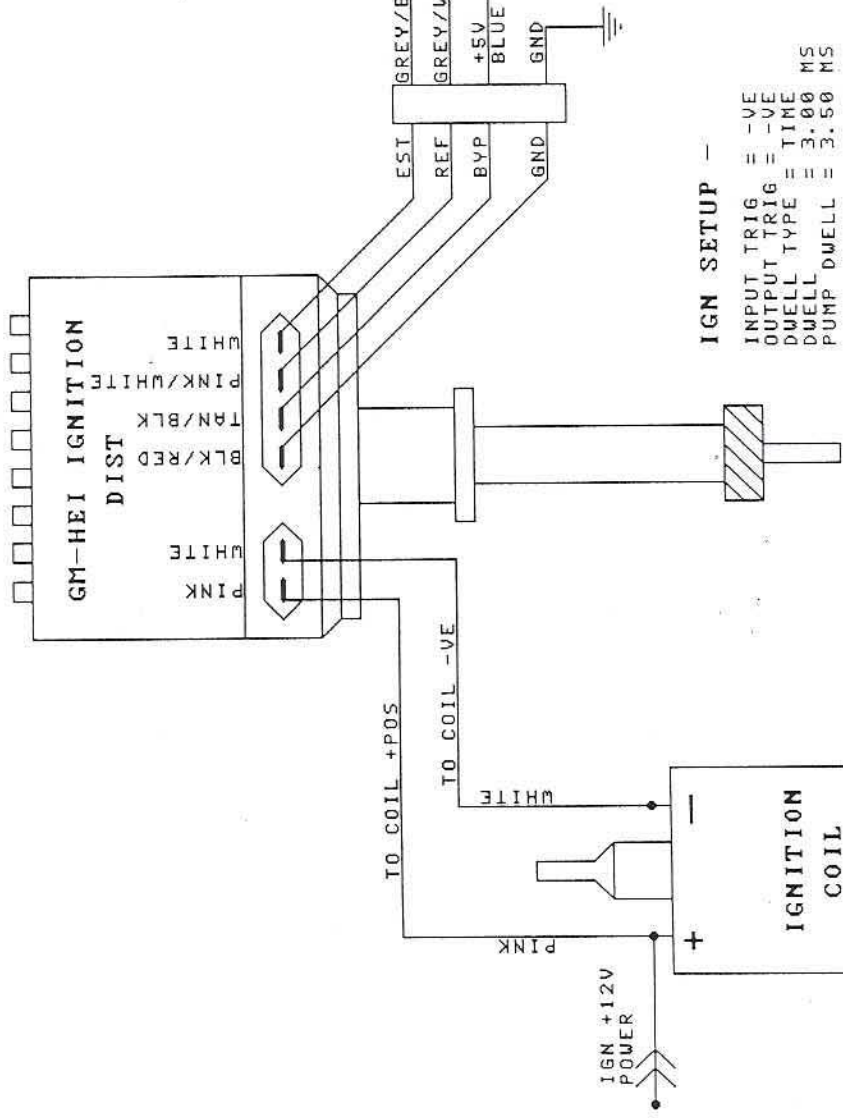 GM-HEI IGNITION
DIST
WHITE
PINK/WHITE
TAN/BLK
BLK/RED
WHITE
PINK
EST
REF
BYP
GND
+5V
BLUE
GND
TO COIL +POS
TO COIL -VE
WHITE
PINK
IGN +12V
POWER
+
−
IGNITION
COIL
IGN SETUP -
INPUT TRIG = -VE
OUTPUT TRIG = -VE
DWELL TYPE = TIME
DWELL = 3.00 MS
PUMP DWELL = 3.50 MS